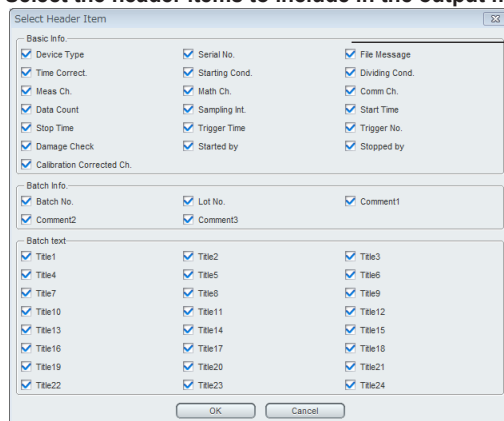 Select the header items to include in the output
Select Header Item
Basic Info.
Device Type Serial No. File Message
Time Correct. Starting Cond. Dividing Cond.
Meas Ch. Math Ch. Comm Ch.
Data Count Sampling Int. Start Time
Stop Time Trigger Time Trigger No.
Damage Check Started by Stopped by
Calibration Corrected Ch.
Batch Info.
Batch No. Lot No. Comment1
Comment2 Comment3
Batch text
Title1 Title2 Title3
Title4 Title5 Title6
Title7 Title8 Title9
Title10 Title11 Title12
Title13 Title14 Title15
Title16 Title17 Title18
Title19 Title20 Title21
Title22 Title23 Title24
OK Cancel